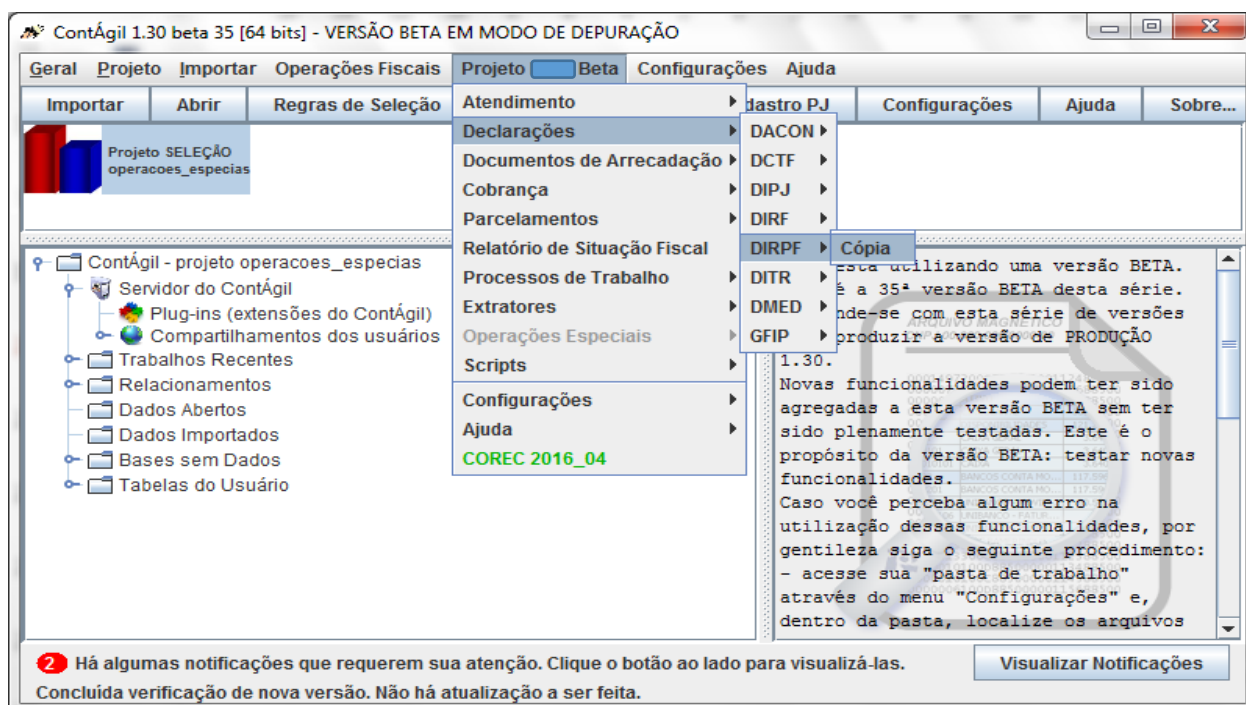 ContÁgil 1.30 beta 35 [64 bits] - VERSÃO BETA EM MODO DE DEPURAÇÃO
Geral Projeto Importar Operações Fiscais Projeto Beta Configurações Ajuda
Importar Abrir Regras de Seleção dastro PJ Configurações Ajuda Sobre...
Projeto SELEÇÃO
operacoes_especias
Atendimento
Declarações
Documentos de Arrecadação
Cobrança
Parcelamentos
Relatório de Situação Fiscal
Processos de Trabalho
Extratores
Operações Especiais
Scripts
Configurações
Ajuda
COREC 2016_04
DACON
DCTF
DIPJ
DIRF
DIRPF
DITR
DMED
GFIP
Cópia
ContÁgil - projeto operacoes_especias
Servidor do ContÁgil
Plug-ins (extensões do ContÁgil)
Compartilhamentos dos usuários
Trabalhos Recentes
Relacionamentos
Dados Abertos
Dados Importados
Bases sem Dados
Tabelas do Usuário
utilizando uma versão BETA.
é a 35ª versão BETA desta série.
nde-se com esta série de versões
produzir a versão de PRODUÇÃO
1.30.
Novas funcionalidades podem ter sido
agregadas a esta versão BETA sem ter
sido plenamente testadas. Este é o
propósito da versão BETA: testar novas
funcionalidades.
Caso você perceba algum erro na
utilização dessas funcionalidades, por
gentileza siga o seguinte procedimento:
- acesse sua "pasta de trabalho"
através do menu "Configurações" e,
dentro da pasta, localize os arquivos
ARQUIVO MAGNÉTICO
2 Há algumas notificações que requerem sua atenção. Clique o botão ao lado para visualizá-las.
Visualizar Notificações
Concluída verificação de nova versão. Não há atualização a ser feita.